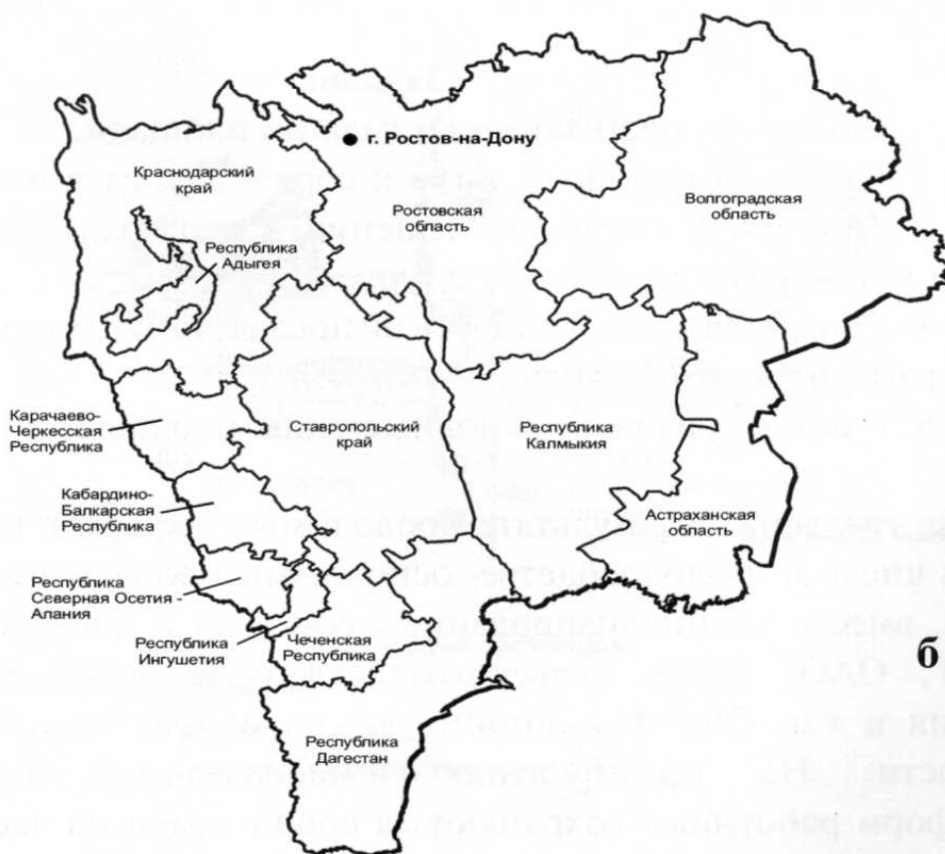 г. Ростов-на-Дону
Краснодарский
край
Ростовская
область
Волгоградская
область
Республика
Адыгея
Карачаево-
Черкесская
Республика
Ставропольский
край
Республика
Калмыкия
Кабардино-
Балкарская
Республика
Астраханская
область
Республика
Северная Осетия -
Алания
Республика
Ингушетия
Чеченская
Республика
б
Республика
Дагестан